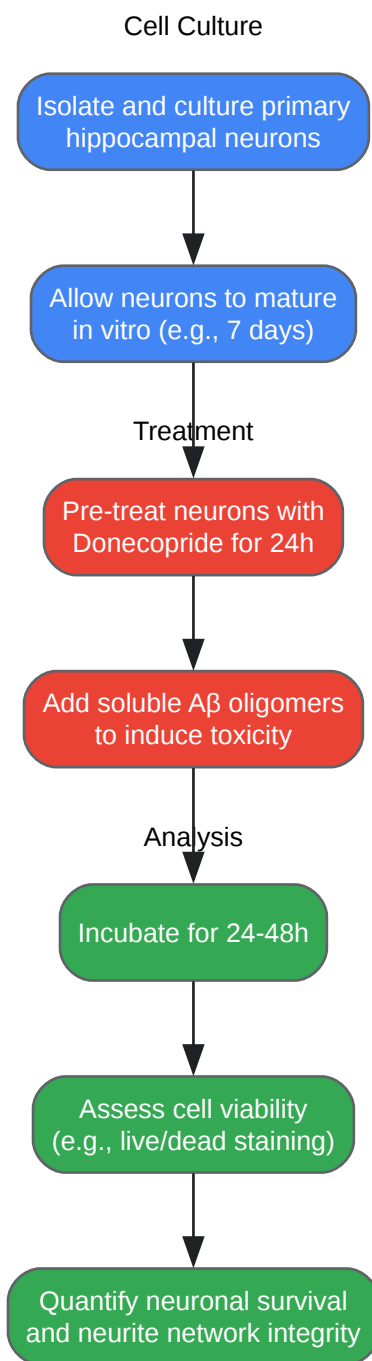 Cell Culture
Isolate and culture primary
hippocampal neurons
Allow neurons to mature
in vitro (e.g., 7 days)
Treatment
Pre-treat neurons with
Donecopride for 24h
Add soluble Aβ oligomers
to induce toxicity
Analysis
Incubate for 24-48h
Assess cell viability
(e.g., live/dead staining)
Quantify neuronal survival
and neurite network integrity